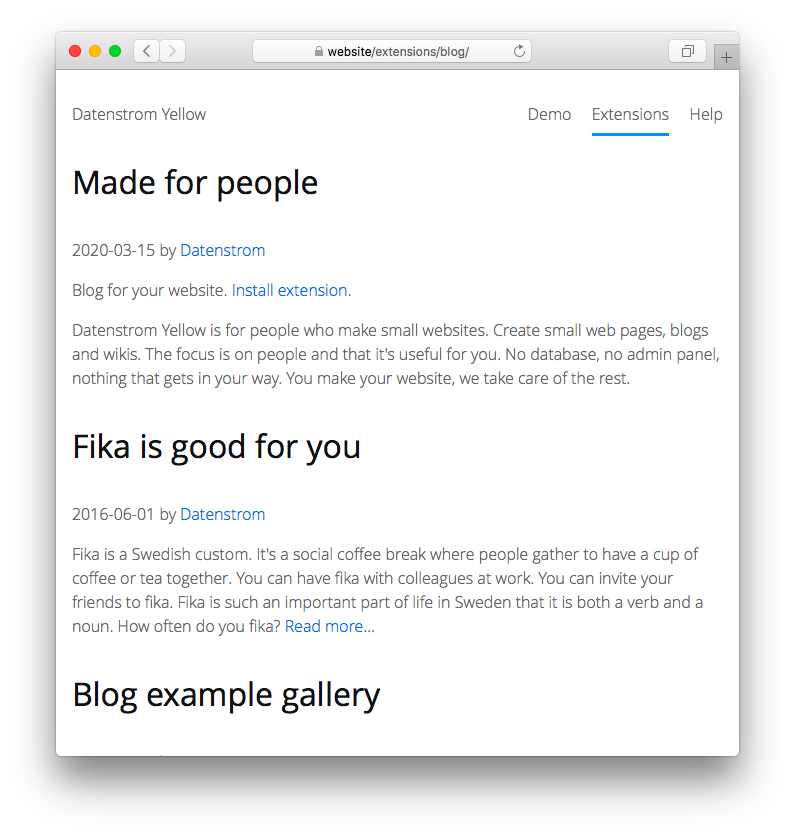 website/extensions/blog/
Datenstrom Yellow
Demo Extensions Help
Made for people
2020-03-15 by Datenstrom
Blog for your website. Install extension.
Datenstrom Yellow is for people who make small websites. Create small web pages, blogs
and wikis. The focus is on people and that it's useful for you. No database, no admin panel,
nothing that gets in your way. You make your website, we take care of the rest.
Fika is good for you
2016-06-01 by Datenstrom
Fika is a Swedish custom. It's a social coffee break where people gather to have a cup of
coffee or tea together. You can have fika with colleagues at work. You can invite your
friends to fika. Fika is such an important part of life in Sweden that it is both a verb and a
noun. How often do you fika? Read more…
Blog example gallery